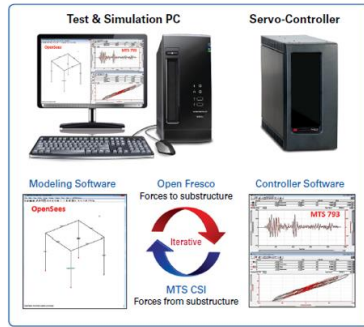 Test & Simulation PC
Servo-Controller
OpenSees
MTS 793
Modeling Software
Open Fresco
Controller Software
Forces to substructure
OpenSees
MTS 793
Iterative
MTS CSI
Forces from substructure